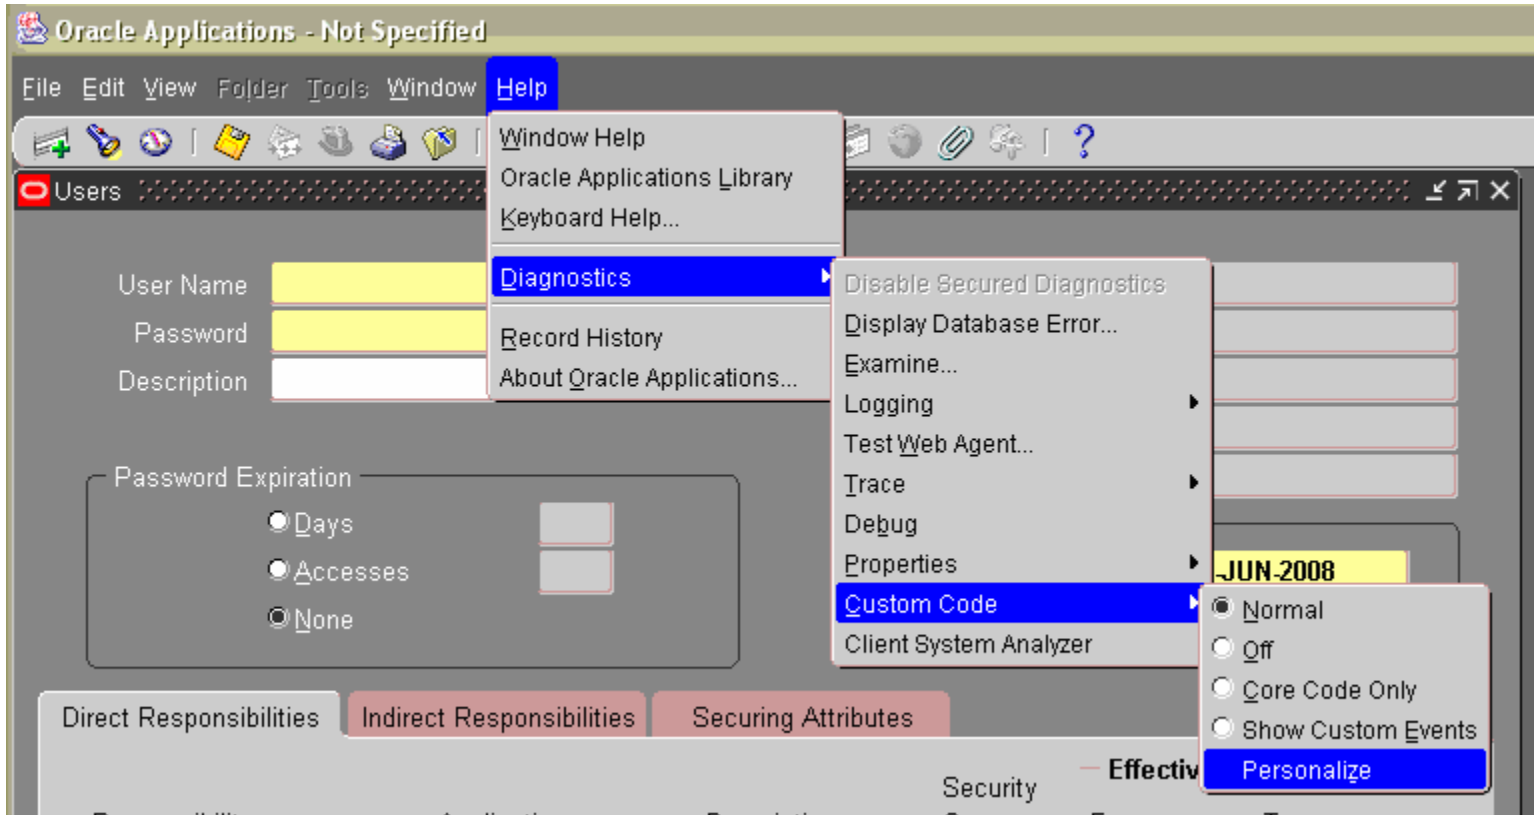 Oracle Applications - Not Specified
File Edit View Folder Tools Window Help
Users
Window Help
Oracle Applications Library
Keyboard Help...
Diagnostics
Record History
About Oracle Applications...
Disable Secured Diagnostics
Display Database Error...
Examine...
Logging
Test Web Agent...
Trace
Debug
Properties
Custom Code
Client System Analyzer
Normal
Off
Core Code Only
Show Custom Events
Personalize
User Name
Password
Description
Password Expiration
Days
Accesses
None
-JUN-2008
Direct Responsibilities Indirect Responsibilities Securing Attributes
Security